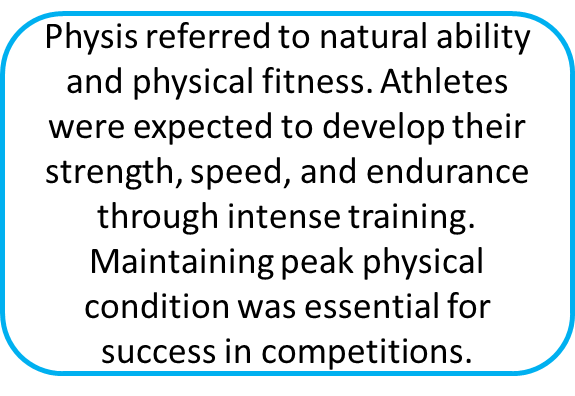 Physis referred to natural ability
and physical fitness. Athletes
were expected to develop their
strength, speed, and endurance
through intense training.
Maintaining peak physical
condition was essential for
success in competitions.